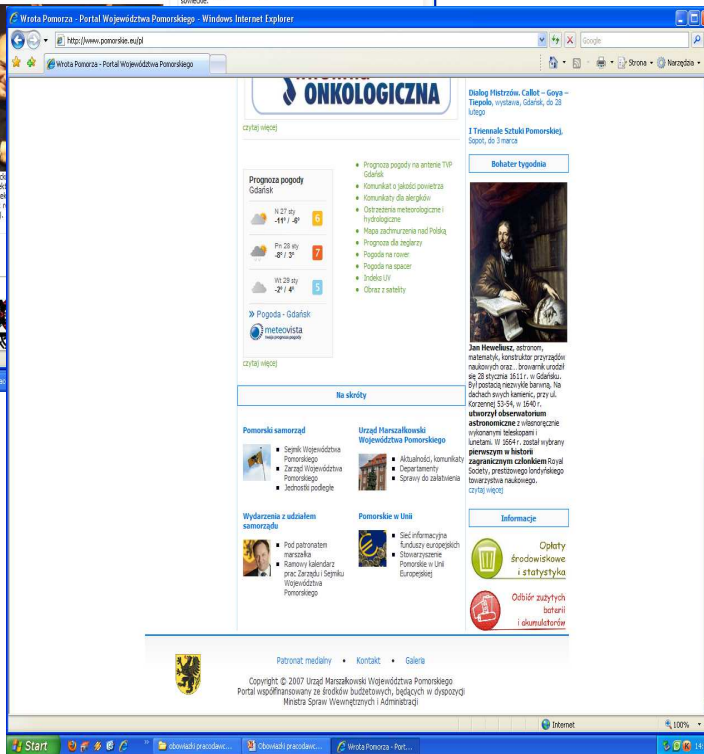 sowieckie.
Wrota Pomorza - Portal Województwa Pomorskiego - Windows Internet Explorer
http://www.pomorskie.eu/pl
Google
Wrota Pomorza - Portal Województwa Pomorskiego
Strona
Narzędzia
ONKOLOGICZNA
czytaj więcej
Prognoza pogody
Gdańsk
N 27 sty
-11° / -6°
6
Pn 28 sty
-8° / 3°
7
Wt 29 sty
-2° / 4°
5
» Pogoda - Gdańsk
meteovista
twoja prognoza pogody
czytaj więcej
Prognoza pogody na antenie TVP
Gdańsk
Komunikat o jakości powietrza
Komunikaty dla alergików
Ostrzeżenia meteorologiczne i
hydrologiczne
Mapa zachmurzenia nad Polską
Prognoza dla żeglarzy
Pogoda na rower
Pogoda na spacer
Indeks UV
Obraz z satelity
Na skróty
Pomorski samorząd
Sejmik Województwa
Pomorskiego
Zarząd Województwa
Pomorskiego
Jednostki podległe
Urząd Marszałkowski
Województwa Pomorskiego
Aktualności, komunikaty
Departamenty
Sprawy do załatwienia
Wydarzenia z udziałem
samorządu
Pod patronatem
marszałka
Ramowy kalendarz
prac Zarządu i Sejmiku
Województwa
Pomorskiego
Pomorskie w Unii
Sieć informacyjna
funduszy europejskich
Stowarzyszenie
Pomorskie w Unii
Europejskiej
Dialog Mistrzów. Callot – Goya –
Tiepolo, wystawa, Gdańsk, do 28
lutego
I Triennale Sztuki Pomorskiej,
Sopot, do 3 marca
Bohater tygodnia
Jan Heweliusz, astronom,
matematyk, konstruktor przyrządów
naukowych oraz... browarnik urodził
się 28 stycznia 1611 r. w Gdańsku.
Był postacią niezwykle barwną. Na
dachach swych kamienic, przy ul.
Korzennej 53-54, w 1640 r.
utworzył obserwatorium
astronomiczne z własnoręcznie
wykonanymi teleskopami i
lunetami. W 1664 r. został wybrany
pierwszym w historii
zagranicznym członkiem Royal
Society, prestiżowego londyńskiego
towarzystwa naukowego.
czytaj więcej
Informacje
Opłaty
środowiskowe
i statystyka
Odbiór zużytych
baterii
i akumulatorów
Patronat medialny • Kontakt • Galeria
Copyright © 2007 Urząd Marszałkowski Województwa Pomorskiego
Portal współfinansowany ze środków budżetowych, będących w dyspozycji
Ministra Spraw Wewnętrznych i Adminatracji
Internet
100%
Start
obowiązki pracodawc...
Obowiązki pracodawc...
Wrota Pomorza - Port...